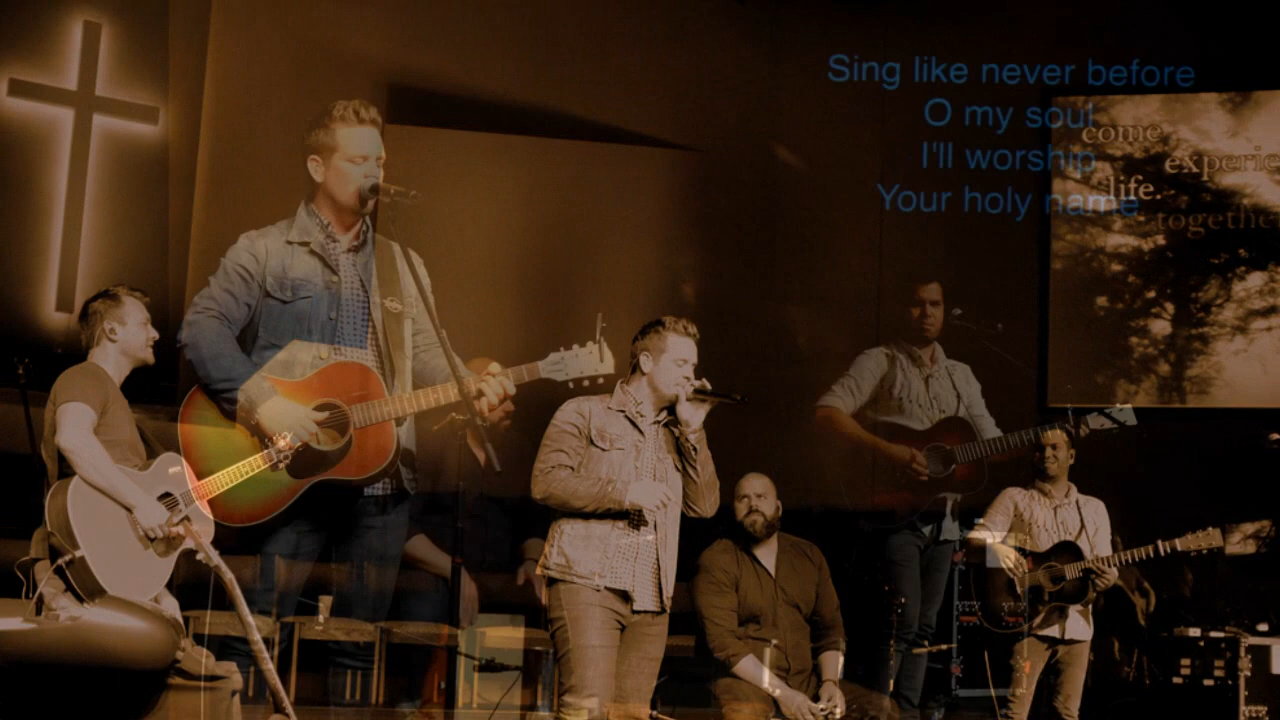 Sing like never before
O my soul
I'll worship
Your holy name
come
experie
life.
togethe